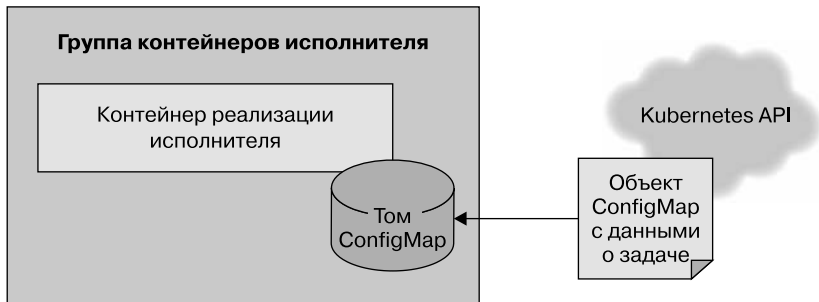 Группа контейнеров исполнителя
Контейнер реализации
исполнителя
Том
ConfigMap
Kubernetes API
Объект
ConfigMap
с данными
о задаче